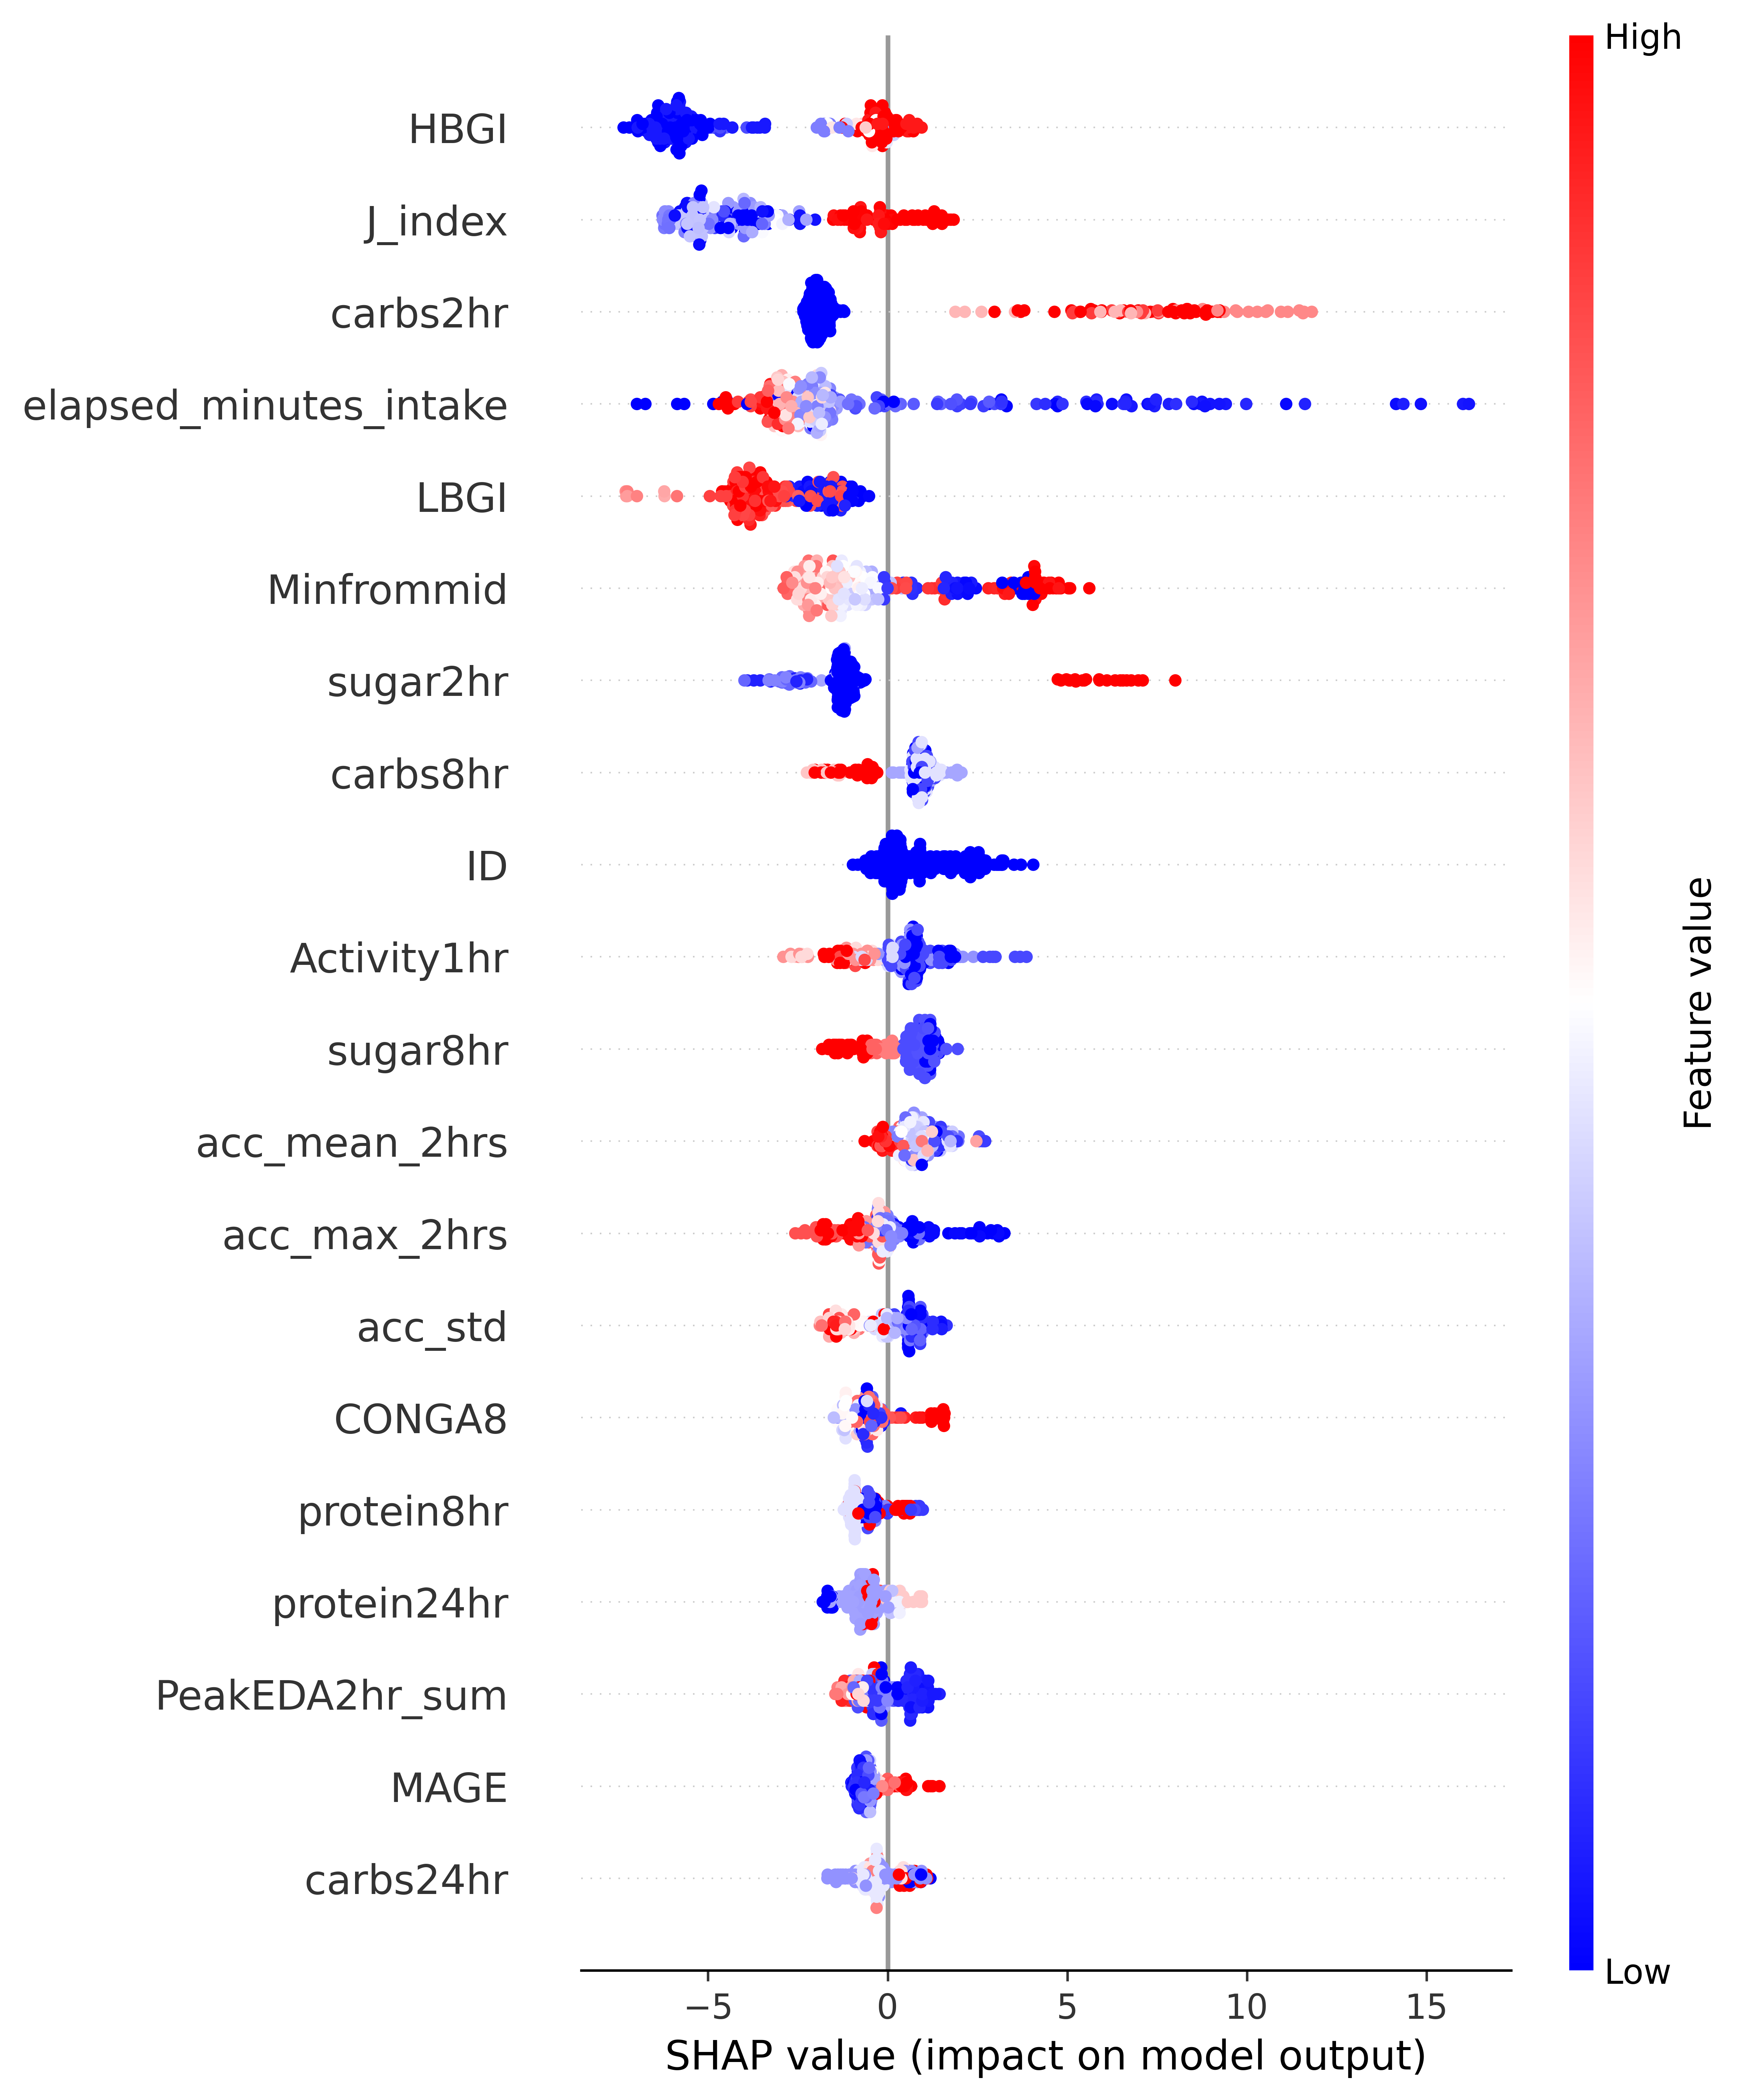 High
HBGI
J_index
carbs2hr
elapsed_minutes_intake
LBGI
Minfrommid
sugar2hr
carbs8hr
ID
Activity1hr
sugar8hr
acc_mean_2hrs
acc_max_2hrs
acc_std
CONGA8
protein8hr
protein24hr
PeakEDA2hr_sum
MAGE
carbs24hr
Feature value
Low
−5 0 5 10 15
SHAP value (impact on model output)